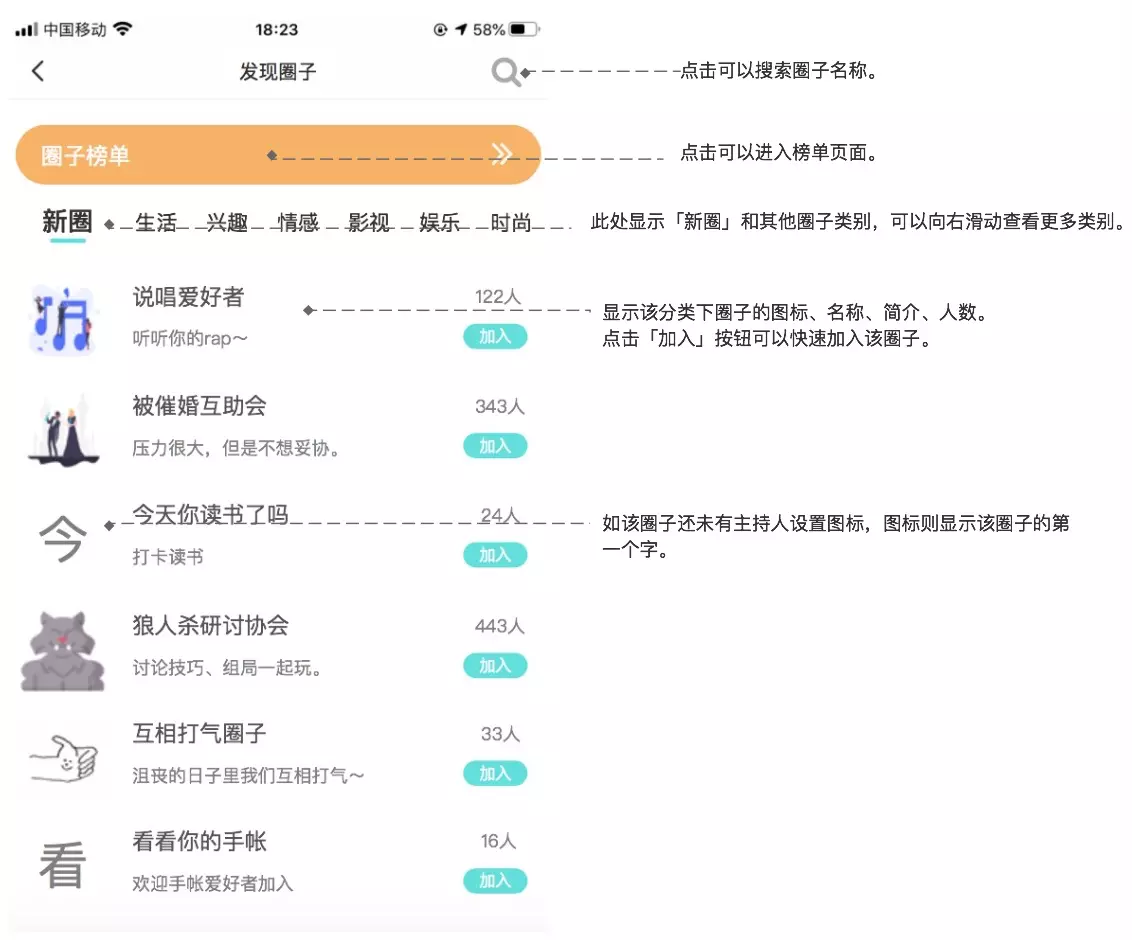 中国移动 18:23 58%
发现圈子
点击可以搜索圈子名称。
圈子榜单
点击可以进入榜单页面。
新圈 生活 兴趣 情感 影视 娱乐 时尚
此处显示「新圈」和其他圈子类别，可以向右滑动查看更多类别。
说唱爱好者 122人
听听你的rap～ 加入
显示该分类下圈子的图标、名称、简介、人数。
点击「加入」按钮可以快速加入该圈子。
被催婚互助会 343人
压力很大，但是不想妥协。 加入
今
今天你读书了吗 24人
打卡读书 加入
如该圈子还未有主持人设置图标，图标则显示该圈子的第
一个字。
狼人杀研讨协会 443人
讨论技巧、组局一起玩。 加入
互相打气圈子 33人
沮丧的日子里我们互相打气～ 加入
看
看看你的手帐 16人
欢迎手帐爱好者加入 加入